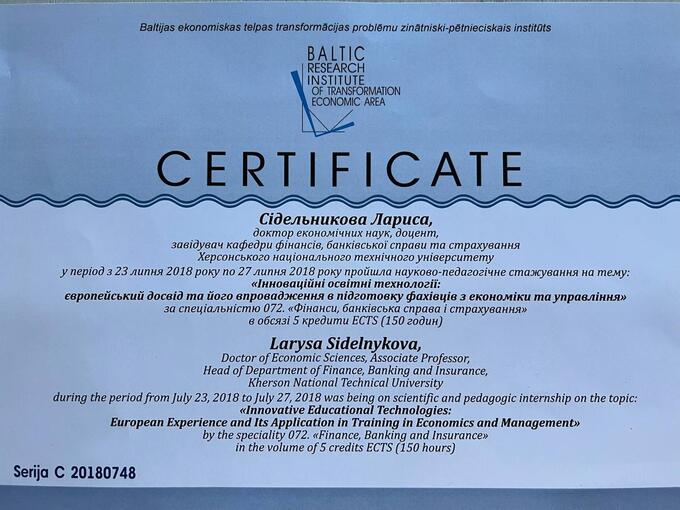 Baltijas ekonomiskas telpas transformācijas problēmu zinātniski-pētnieciskais institūts
BALTIC
RESEARCH
INSTITUTE
OF TRANSFORMATION
ECONOMIC AREA
CERTIFICATE
Сідельникова Лариса,
доктор економічних наук, доцент,
завідувач кафедри фінансів, банківської справи та страхування
Херсонського національного технічного університету
у період з 23 липня 2018 року по 27 липня 2018 року пройшла науково-педагогічне стажування на тему:
«Інноваційні освітні технології:
європейський досвід та його впровадження в підготовку фахівців з економіки та управління»
за спеціальністю 072. «Фінанси, банківська справа і страхування»
в обсязі 5 кредити ECTS (150 годин)
Larysa Sidelnykova,
Doctor of Economic Sciences, Associate Professor,
Head of Department of Finance, Banking and Insurance,
Kherson National Technical University
during the period from July 23, 2018 to July 27, 2018 was being on scientific and pedagogic internship on the topic:
«Innovative Educational Technologies:
European Experience and Its Application in Training in Economics and Management»
by the speciality 072. «Finance, Banking and Insurance»
in the volume of 5 credits ECTS (150 hours)
Serija C 20180748